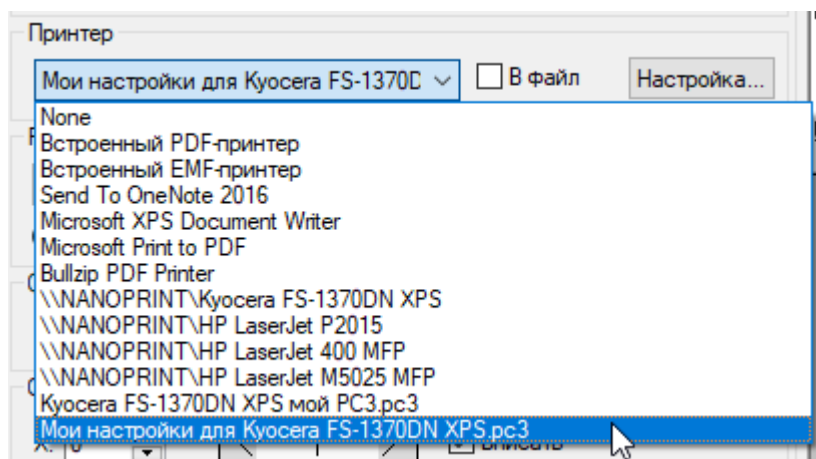 Принтер
Мои настройки для Kyocera FS-1370D
В файл
Настройка...
None
Встроенный PDF-принтер
Встроенный EMF-принтер
Send To OneNote 2016
Microsoft XPS Document Writer
Microsoft Print to PDF
Bullzip PDF Printer
\\NANOPRINT\Kyocera FS-1370DN XPS
\\NANOPRINT\HP LaserJet P2015
\\NANOPRINT\HP LaserJet 400 MFP
\\NANOPRINT\HP LaserJet M5025 MFP
Kyocera FS-1370DN XPS мой PC3.pc3
Мои настройки для Kyocera FS-1370DN XPS.pc3